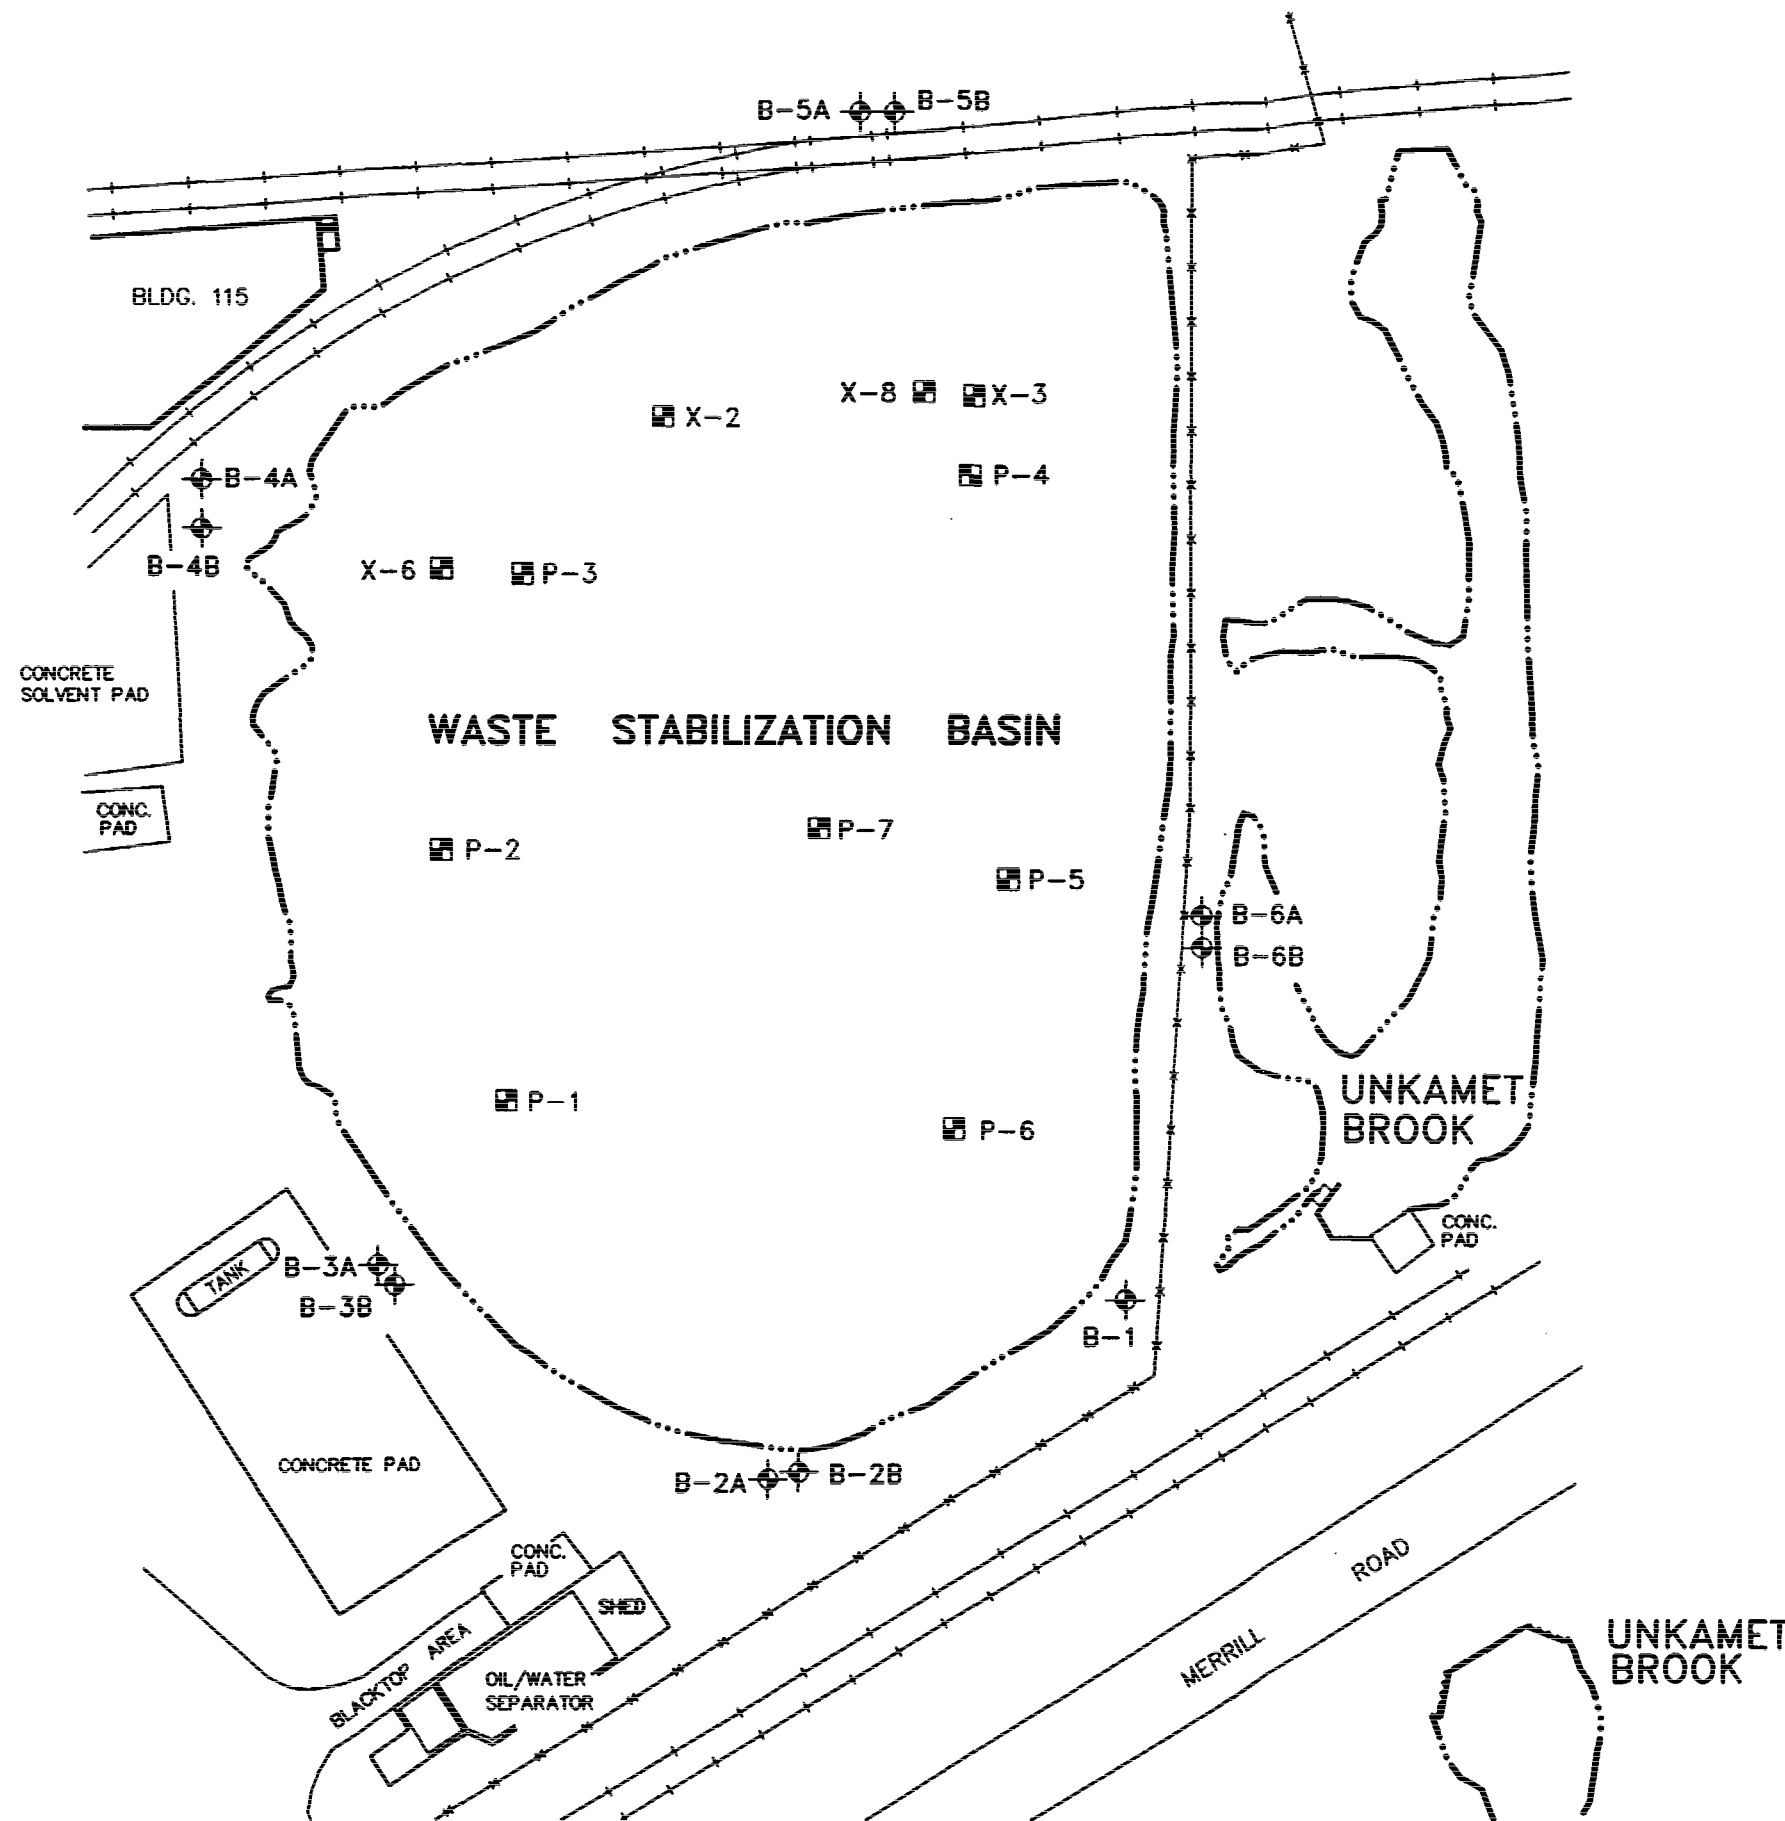 B-5A
B-5B
BLDG. 115
X-8
X-3
X-2
B-4A
P-4
B-4B
X-6
P-3
CONCRETE
SOLVENT PAD
WASTE STABILIZATION BASIN
CONC.
PAD
P-7
P-2
P-5
B-6A
B-6B
UNKAMET
BROOK
P-1
P-6
CONC.
PAD
TANK
B-3A
B-3B
B-1
CONCRETE PAD
B-2A
B-2B
CONC.
PAD
SHED
MERRILL ROAD
BLACKTOP AREA
OIL/WATER
SEPARATOR
UNKAMET
BROOK